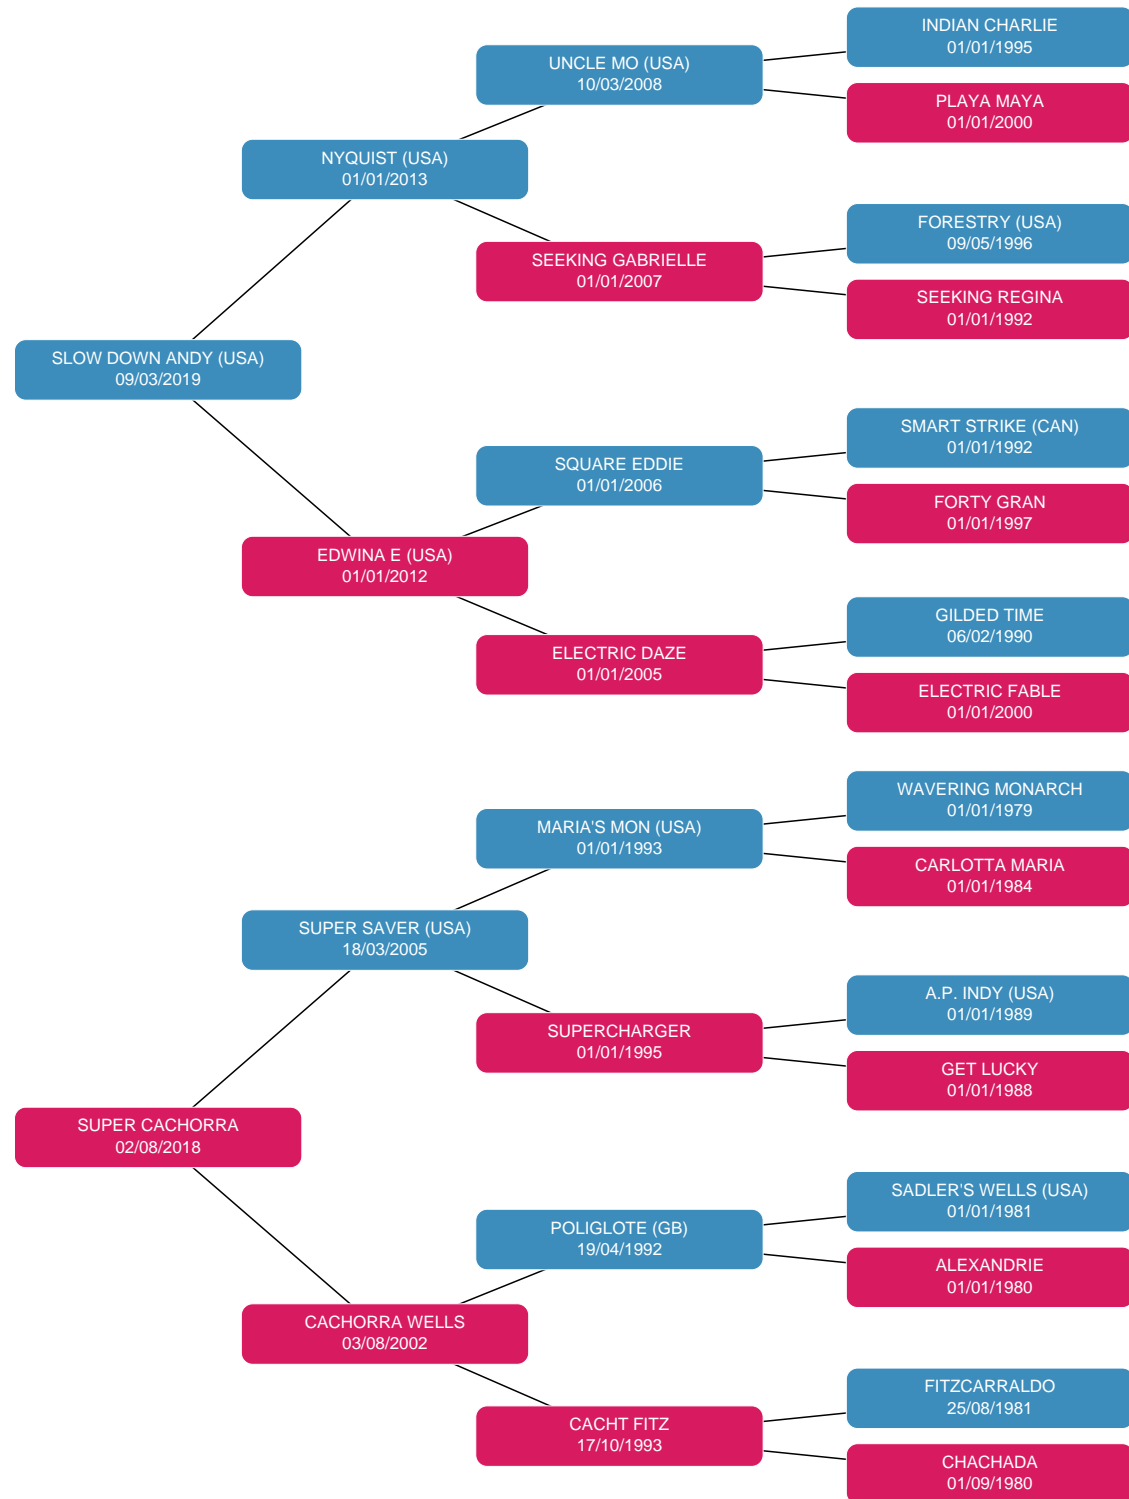 INDIAN CHARLIE
01/01/1995
UNCLE MO (USA)
10/03/2008
PLAYA MAYA
01/01/2000
NYQUIST (USA)
01/01/2013
FORESTRY (USA)
09/05/1996
SEEKING GABRIELLE
01/01/2007
SEEKING REGINA
01/01/1992
SLOW DOWN ANDY (USA)
09/03/2019
SMART STRIKE (CAN)
01/01/1992
SQUARE EDDIE
01/01/2006
FORTY GRAN
01/01/1997
EDWINA E (USA)
01/01/2012
GILDED TIME
06/02/1990
ELECTRIC DAZE
01/01/2005
ELECTRIC FABLE
01/01/2000
WAVERING MONARCH
01/01/1979
MARIA'S MON (USA)
01/01/1993
CARLOTTA MARIA
01/01/1984
SUPER SAVER (USA)
18/03/2005
A.P. INDY (USA)
01/01/1989
SUPERCHARGER
01/01/1995
GET LUCKY
01/01/1988
SUPER CACHORRA
02/08/2018
SADLER'S WELLS (USA)
01/01/1981
POLIGLOTE (GB)
19/04/1992
ALEXANDRIE
01/01/1980
CACHORRA WELLS
03/08/2002
FITZCARRALDO
25/08/1981
CACHT FITZ
17/10/1993
CHACHADA
01/09/1980